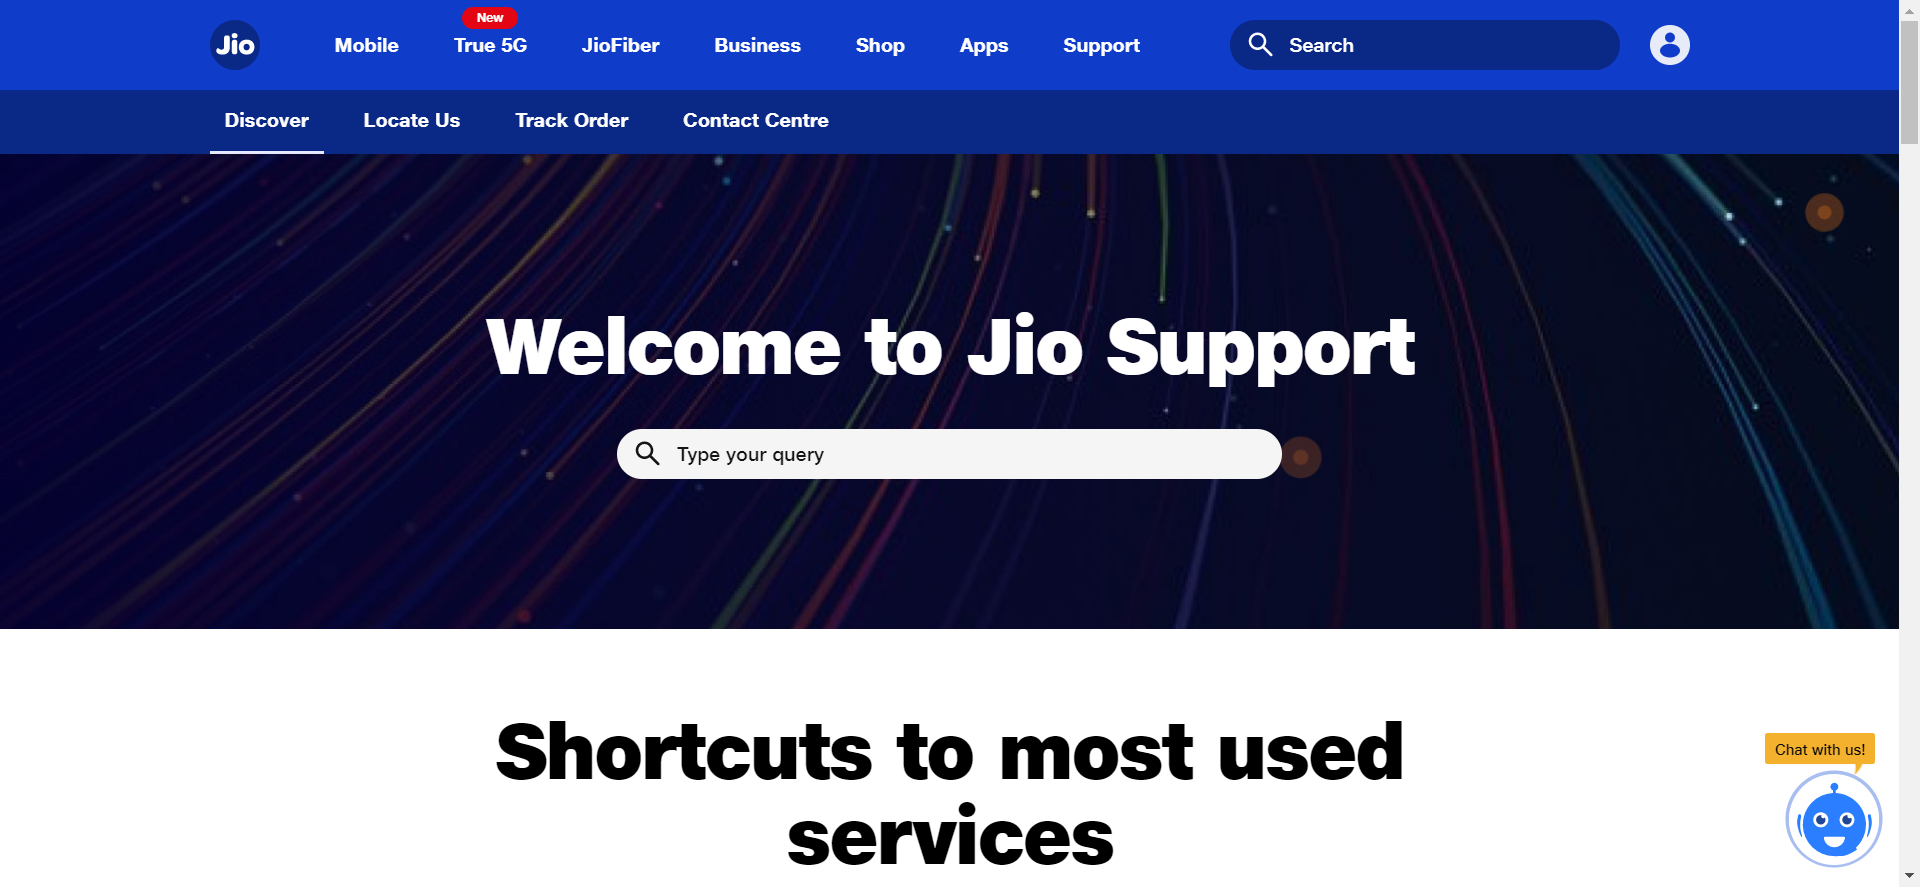 New
Jio Mobile True 5G JioFiber Business Shop Apps Support Search
Discover Locate Us Track Order Contact Centre
Welcome to Jio Support
Type your query
Shortcuts to most used
services
Chat with us!